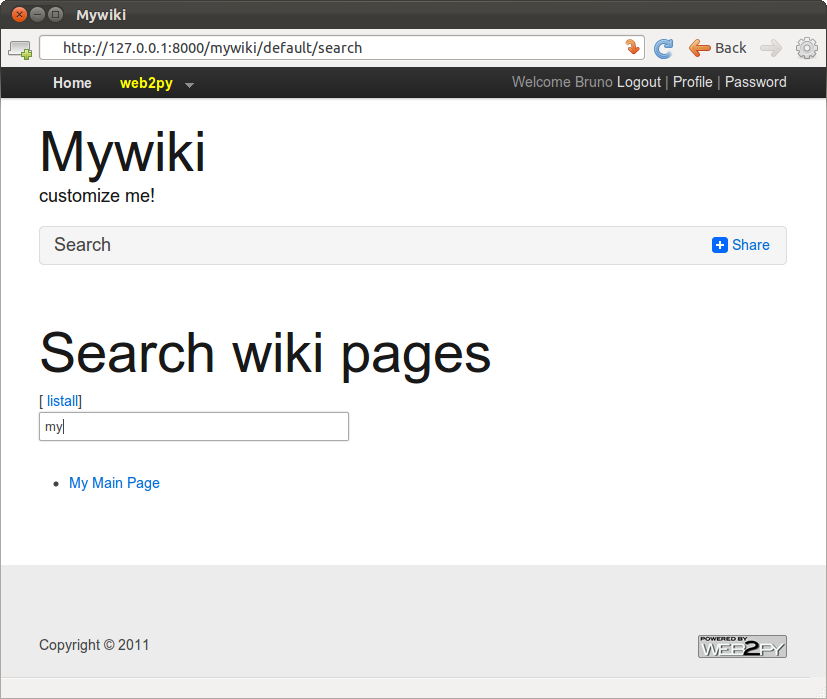 Mywiki
http://127.0.0.1:8000/mywiki/default/search Back
Home web2py Welcome Bruno Logout | Profile | Password
Mywiki
customize me!
Search Share
Search wiki pages
[ listall]
my
My Main Page
Copyright © 2011 POWERED BY
WEB2PY